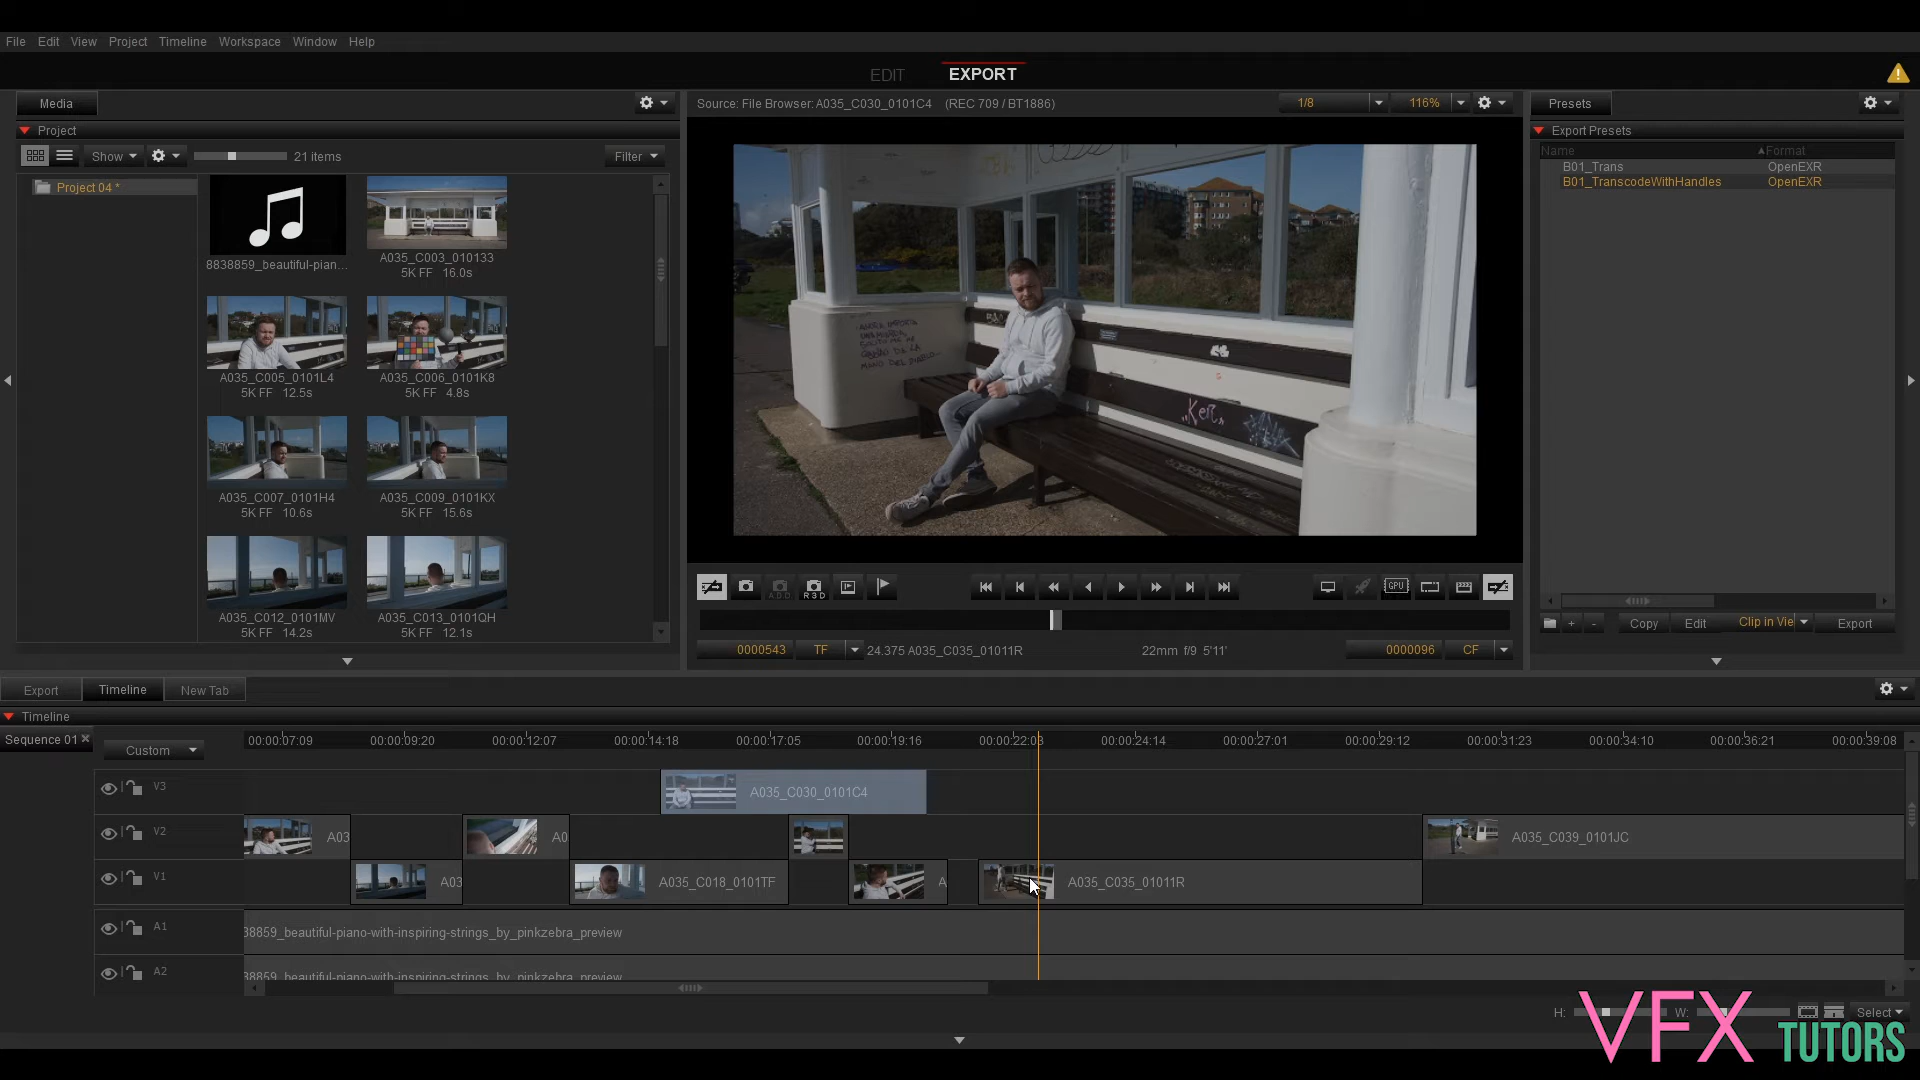 File Edit View Project Timeline Workspace Window Help
EDIT EXPORT
Media
Source: File Browser: A035_C030_0101C4 (REC 709 / BT1886)
1/8
116%
Presets
Project
Export Presets
Show
21 items
Filter
Name Format
B01_Trans OpenEXR
B01_TranscodeWithHandles OpenEXR
Project 04 *
8838859_beautiful-pian...
A035_C003_010133
5K FF 16.0s
A035_C005_0101L4
5K FF 12.5s
A035_C006_0101K8
5K FF 4.8s
A035_C007_0101H4
5K FF 10.6s
A035_C009_0101KX
5K FF 15.6s
A035_C012_0101MV
5K FF 14.2s
A035_C013_0101QH
5K FF 12.1s
R3D
GPU
Copy Edit Clip in Vie Export
0000543 TF 24.375 A035_C035_01011R 22mm f/9 5'11' 0000096 CF
Export Timeline New Tab
Timeline
Sequence 01
Custom
00:00:07:09 00:00:09:20 00:00:12:07 00:00:14:18 00:00:17:05 00:00:19:16 00:00:22:03 00:00:24:14 00:00:27:01 00:00:29:12 00:00:31:23 00:00:34:10 00:00:36:21 00:00:39:08
V3 A035_C030_0101C4
V2 A03 A0 A035_C039_0101JC
V1 A03 A035_C018_0101TF A A035_C035_01011R
A1 38859_beautiful-piano-with-inspiring-strings_by_pinkzebra_preview
A2 38859_beautiful-piano-with-inspiring-strings_by_pinkzebra_preview
H: W: Select
VFX
TUTORS